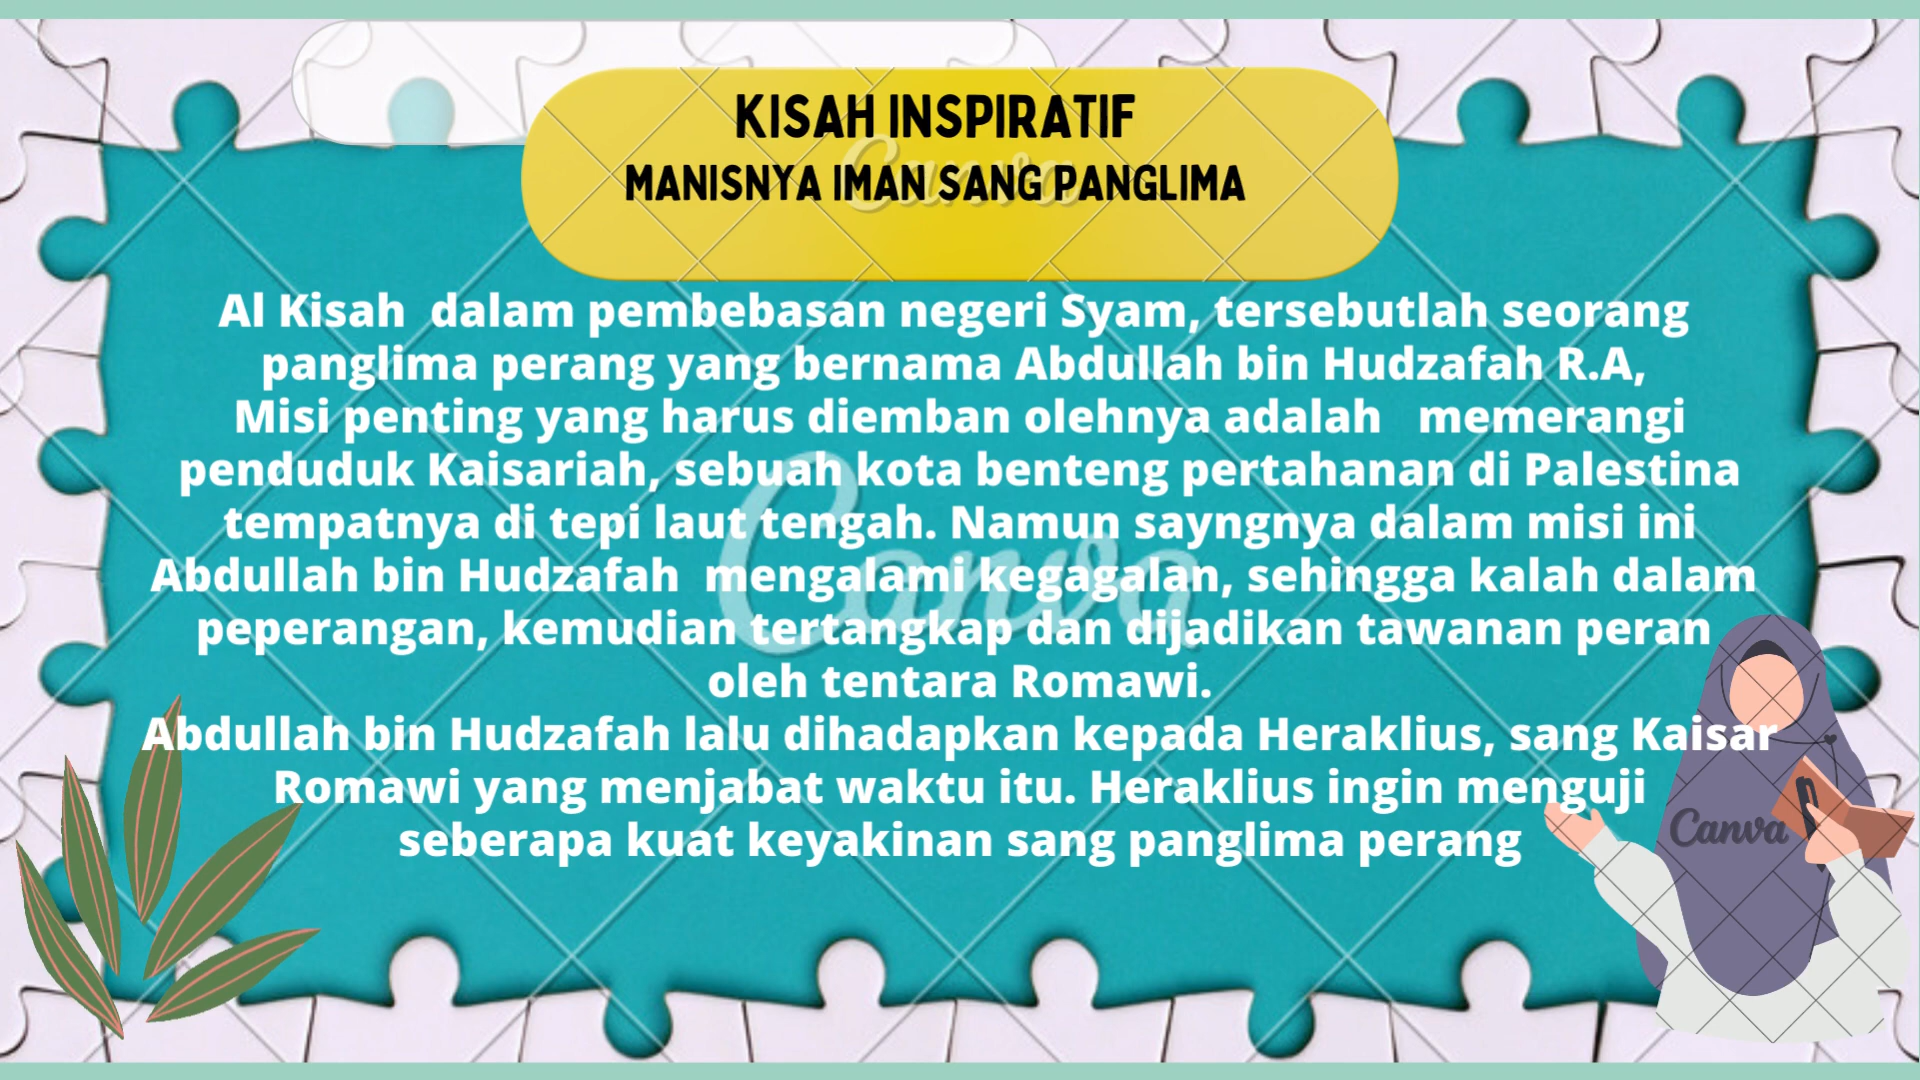 KISAH INSPIRATIF
MANISNYA IMAN SANG PANGLIMA
Al Kisah dalam pembebasan negeri Syam, tersebutlah seorang
panglima perang yang bernama Abdullah bin Hudzafah R.A,
Misi penting yang harus diemban olehnya adalah memerangi
penduduk Kaisariah, sebuah kota benteng pertahanan di Palestina
tempatnya di tepi laut tengah. Namun sayngnya dalam misi ini
Abdullah bin Hudzafah mengalami kegagalan, sehingga kalah dalam
peperangan, kemudian tertangkap dan dijadikan tawanan peran
oleh tentara Romawi.
Abdullah bin Hudzafah lalu dihadapkan kepada Heraklius, sang Kaisar
Romawi yang menjabat waktu itu. Heraklius ingin menguji
seberapa kuat keyakinan sang panglima perang
Canva
Canva
Canva